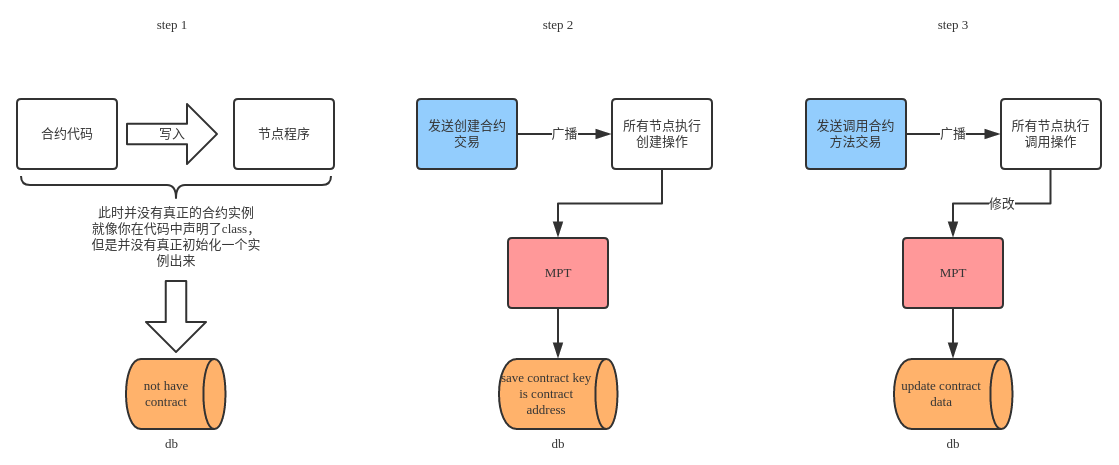 step 1
合约代码
写入
节点程序
此时并没有真正的合约实例
就像你在代码中声明了class，
但是并没有真正初始化一个实
例出来
not have
contract
db
step 2
发送创建合约
交易
广播
所有节点执行
创建操作
MPT
save contract key
is contract
address
db
step 3
发送调用合约
方法交易
广播
所有节点执行
调用操作
修改
MPT
update contract
data
db